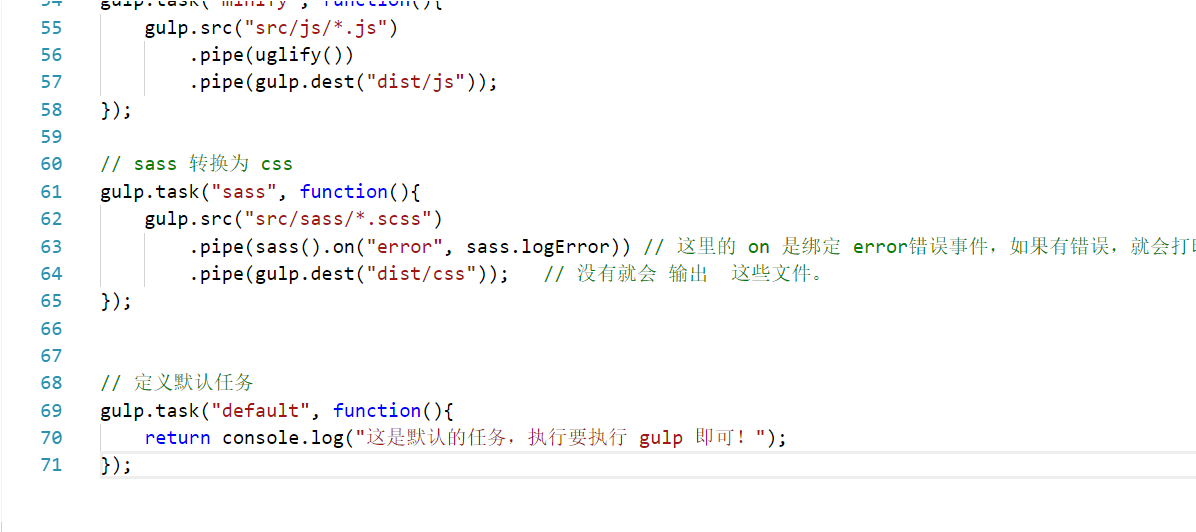 54 gulp.task("minify", function(){
55 gulp.src("src/js/*.js")
56 .pipe(uglify())
57 .pipe(gulp.dest("dist/js"));
58 });
59
60 // sass 转换为 css
61 gulp.task("sass", function(){
62 gulp.src("src/sass/*.scss")
63 .pipe(sass().on("error", sass.logError)) // 这里的 on 是绑定 error错误事件，如果有错误，就会打印
64 .pipe(gulp.dest("dist/css")); // 没有就会 输出 这些文件。
65 });
66
67
68 // 定义默认任务
69 gulp.task("default", function(){
70 return console.log("这是默认的任务，执行要执行 gulp 即可！");
71 });